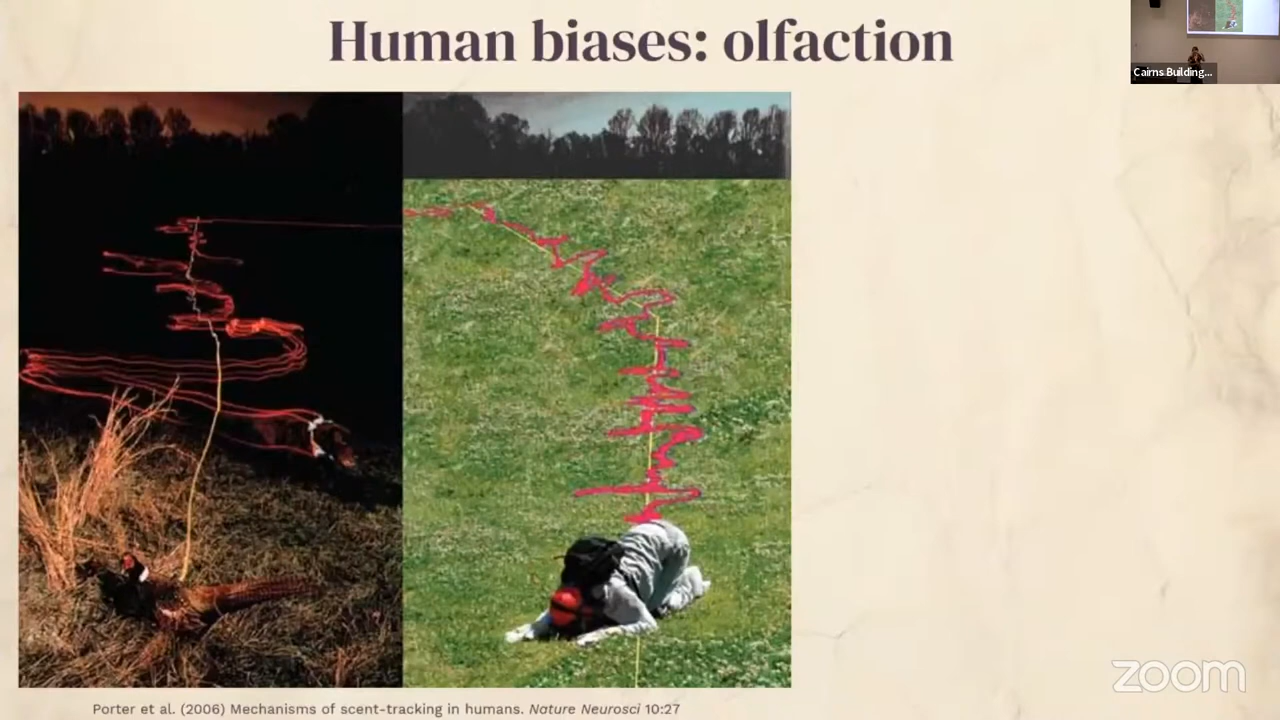 Human biases: olfaction
Cairns Building...
Porter et al. (2006) Mechanisms of scent-tracking in humans. Nature Neurosci 10:27
zoom